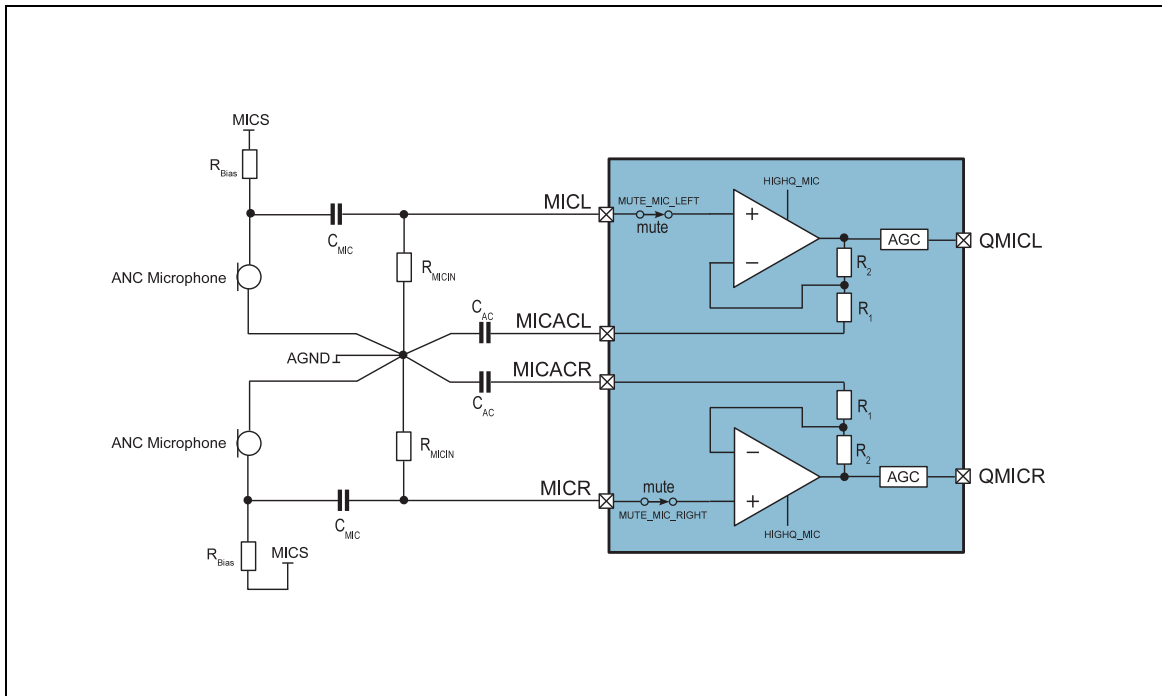 MICS
RBias
MICL
MUTE_MIC_LEFT
mute
HIGHQ_MIC
AGC
QMICL
CMIC
R2
ANC Microphone
RMICIN
R1
CAC
MICACL
AGND
MICACR
CAC
R1
ANC Microphone
RMICIN
R2
mute
AGC
QMICR
MICR
MUTE_MIC_RIGHT
CMIC
HIGHQ_MIC
RBias
MICS